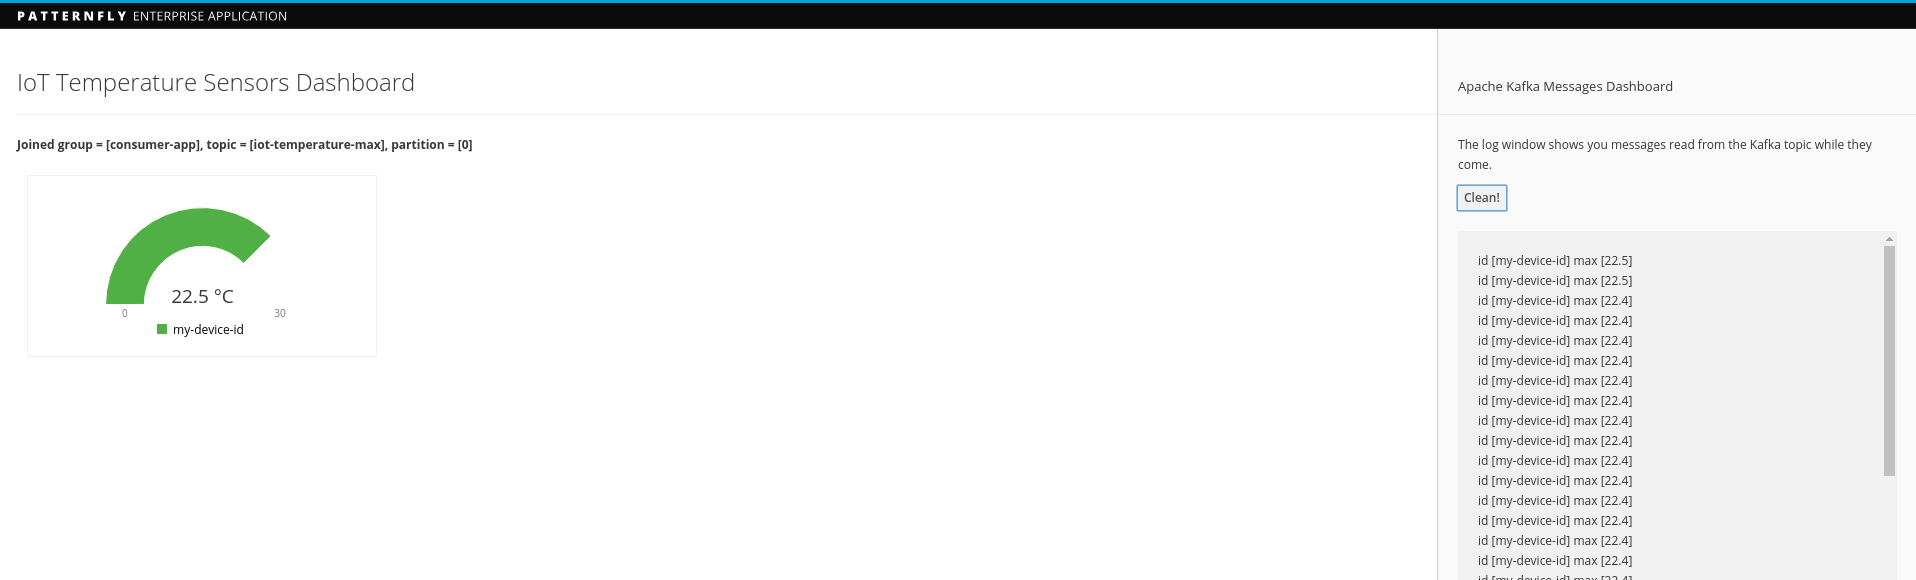 PATTERNFLY ENTERPRISE APPLICATION
IoT Temperature Sensors Dashboard
Joined group = [consumer-app], topic = [iot-temperature-max], partition = [0]
22.5 °C
0 30
my-device-id
Apache Kafka Messages Dashboard
The log window shows you messages read from the Kafka topic while they
come.
Clean!
id [my-device-id] max [22.5]
id [my-device-id] max [22.5]
id [my-device-id] max [22.4]
id [my-device-id] max [22.4]
id [my-device-id] max [22.4]
id [my-device-id] max [22.4]
id [my-device-id] max [22.4]
id [my-device-id] max [22.4]
id [my-device-id] max [22.4]
id [my-device-id] max [22.4]
id [my-device-id] max [22.4]
id [my-device-id] max [22.4]
id [my-device-id] max [22.4]
id [my-device-id] max [22.4]
id [my-device-id] max [22.4]
id [my-device-id] max [22.4]